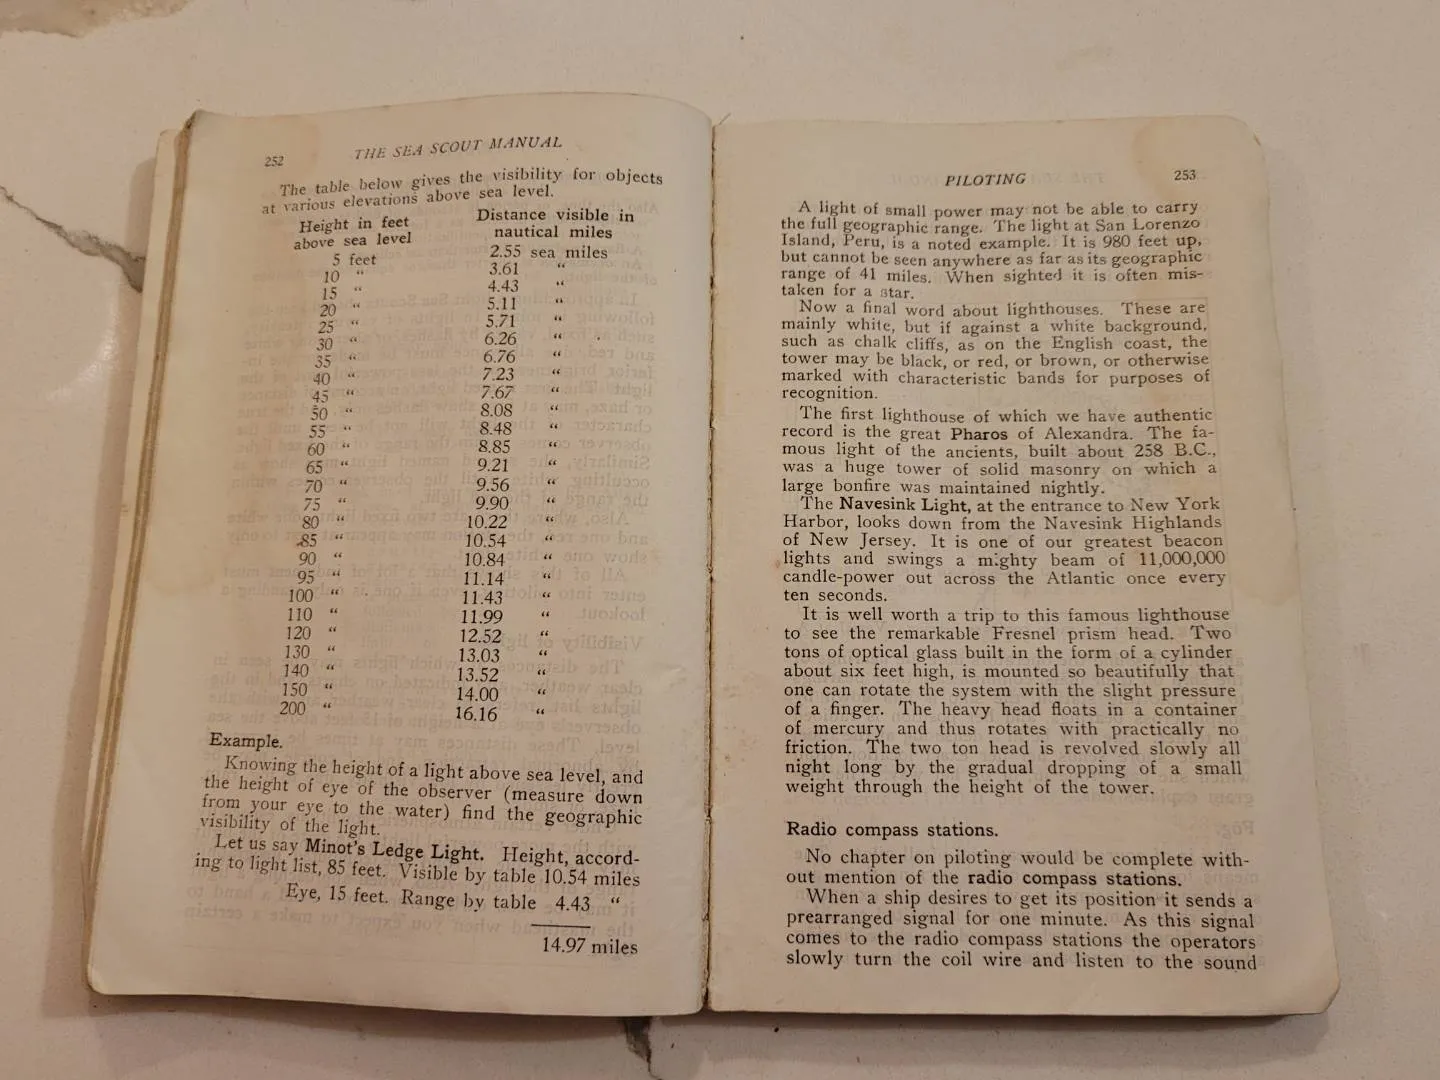 252 THE SEA SCOUT MANUAL
The table below gives the visibility for objects
at various elevations above sea level.
Height in feet Distance visible in
above sea level nautical miles
5 feet 2.55 sea miles
10 “ 3.61 “
15 “ 4.43 “
20 “ 5.11 “
25 “ 5.71 “
30 “ 6.26 “
35 “ 6.76 “
40 “ 7.23 “
45 “ 7.67 “
50 “ 8.08 “
55 “ 8.48 “
60 “ 8.85 “
65 “ 9.21 “
70 “ 9.56 “
75 “ 9.90 “
80 “ 10.22 “
85 “ 10.54 “
90 “ 10.84 “
95 “ 11.14 “
100 “ 11.43 “
110 “ 11.99 “
120 “ 12.52 “
130 “ 13.03 “
140 “ 13.52 “
150 “ 14.00 “
200 “ 16.16 “
Example.
Knowing the height of a light above sea level, and
the height of eye of the observer (measure down
from your eye to the water) find the geographic
visibility of the light.
Let us say Minot's Ledge Light. Height, accord-
ing to light list, 85 feet. Visible by table 10.54 miles
Eye, 15 feet. Range by table 4.43 “
14.97 miles
PILOTING 253
A light of small power may not be able to carry
the full geographic range. The light at San Lorenzo
Island, Peru, is a noted example. It is 980 feet up,
but cannot be seen anywhere as far as its geographic
range of 41 miles. When sighted it is often mis-
taken for a star.
Now a final word about lighthouses. These are
mainly white, but if against a white background,
such as chalk cliffs, as on the English coast, the
tower may be black, or red, or brown, or otherwise
marked with characteristic bands for purposes of
recognition.
The first lighthouse of which we have authentic
record is the great Pharos of Alexandra. The fa-
mous light of the ancients, built about 258 B.C.,
was a huge tower of solid masonry on which a
large bonfire was maintained nightly.
The Navesink Light, at the entrance to New York
Harbor, looks down from the Navesink Highlands
of New Jersey. It is one of our greatest beacon
lights and swings a mighty beam of 11,000,000
candle-power out across the Atlantic once every
ten seconds.
It is well worth a trip to this famous lighthouse
to see the remarkable Fresnel prism head. Two
tons of optical glass built in the form of a cylinder
about six feet high, is mounted so beautifully that
one can rotate the system with the slight pressure
of a finger. The heavy head floats in a container
of mercury and thus rotates with practically no
friction. The two ton head is revolved slowly all
night long by the gradual dropping of a small
weight through the height of the tower.
Radio compass stations.
No chapter on piloting would be complete with-
out mention of the radio compass stations.
When a ship desires to get its position it sends a
prearranged signal for one minute. As this signal
comes to the radio compass stations the operators
slowly turn the coil wire and listen to the sound